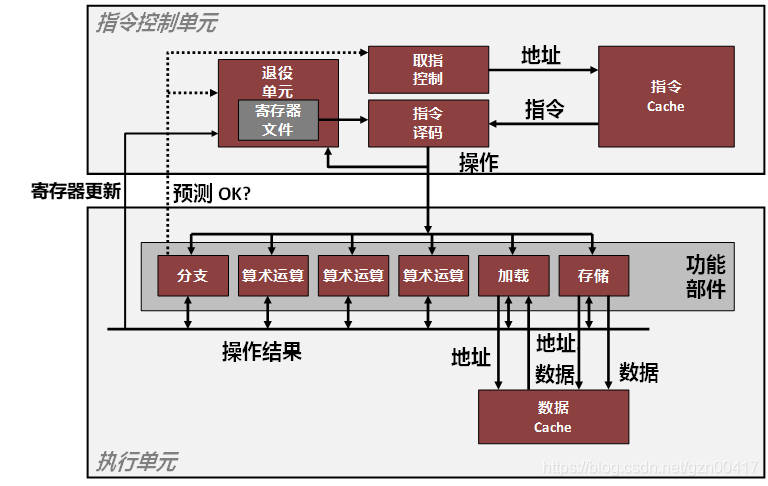 指令控制单元
退役
单元
寄存器
文件
取指
控制
地址
指令
Cache
指令
译码
指令
操作
寄存器更新
预测 OK?
分支
算术运算
算术运算
算术运算
加载
存储
功能
部件
操作结果
地址
地址
数据
数据
数据
Cache
执行单元
https://blog.csdn.net/gzn00417